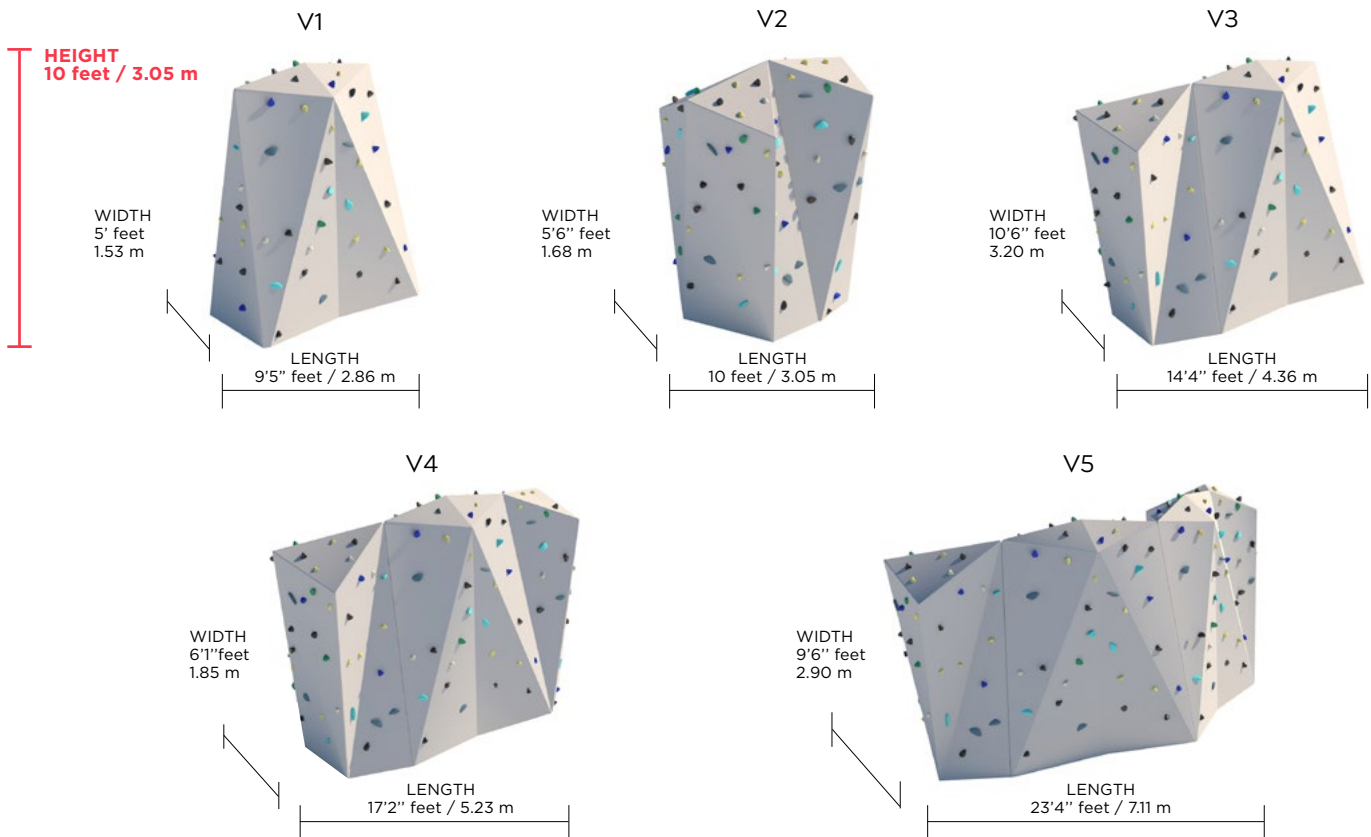 V1
V2
V3
HEIGHT
10 feet / 3.05 m
WIDTH
5' feet
1.53 m
LENGTH
9'5" feet / 2.86 m
WIDTH
5'6'' feet
1.68 m
LENGTH
10 feet / 3.05 m
WIDTH
10'6'' feet
3.20 m
LENGTH
14'4'' feet / 4.36 m
V4
V5
WIDTH
6'1''feet
1.85 m
LENGTH
17'2'' feet / 5.23 m
WIDTH
9'6'' feet
2.90 m
LENGTH
23'4'' feet / 7.11 m